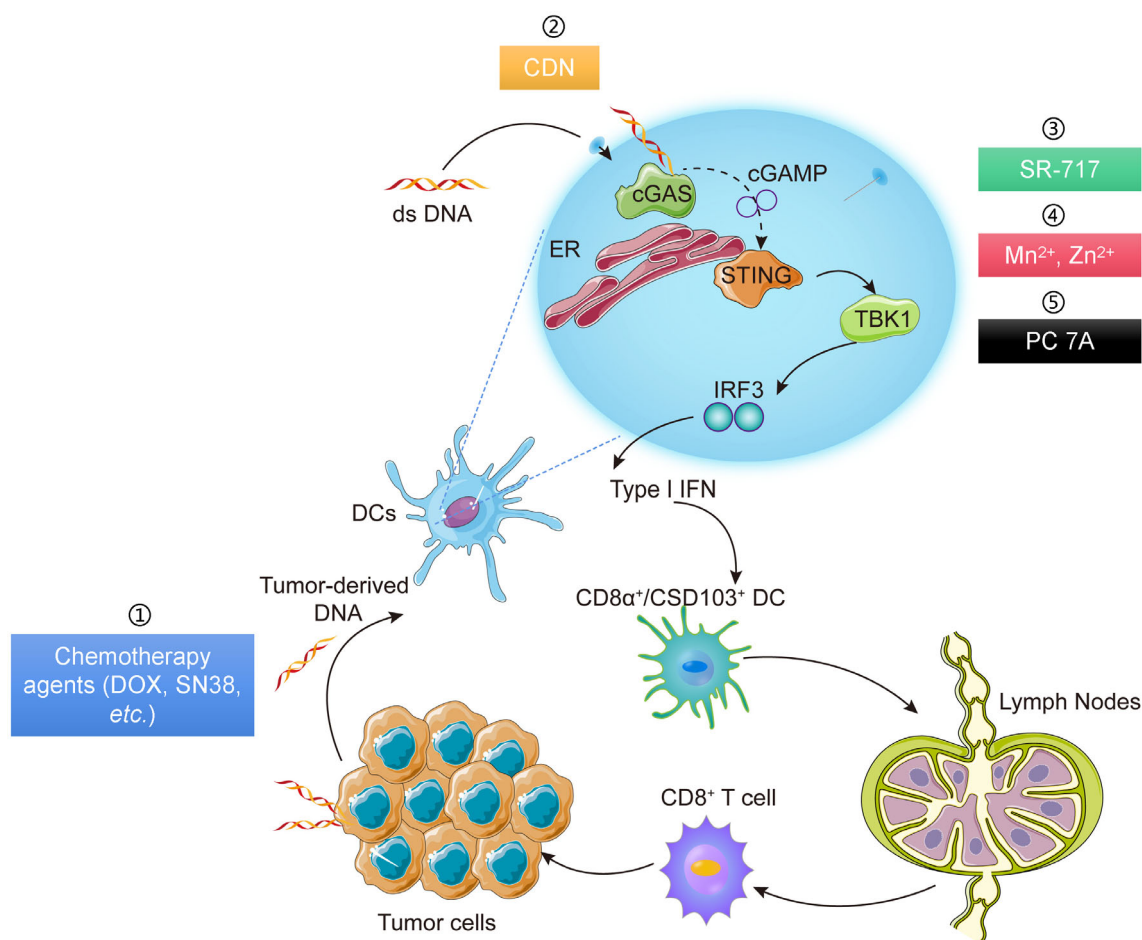 ②
CDN
③
SR-717
cGAMP
cGAS
ds DNA
④
Mn²⁺, Zn²⁺
ER
STING
⑤
PC 7A
TBK1
IRF3
Type I IFN
DCs
Tumor-derived
DNA
CD8α⁺/CSD103⁺ DC
①
Chemotherapy
agents (DOX, SN38,
etc.)
Lymph Nodes
CD8⁺ T cell
Tumor cells